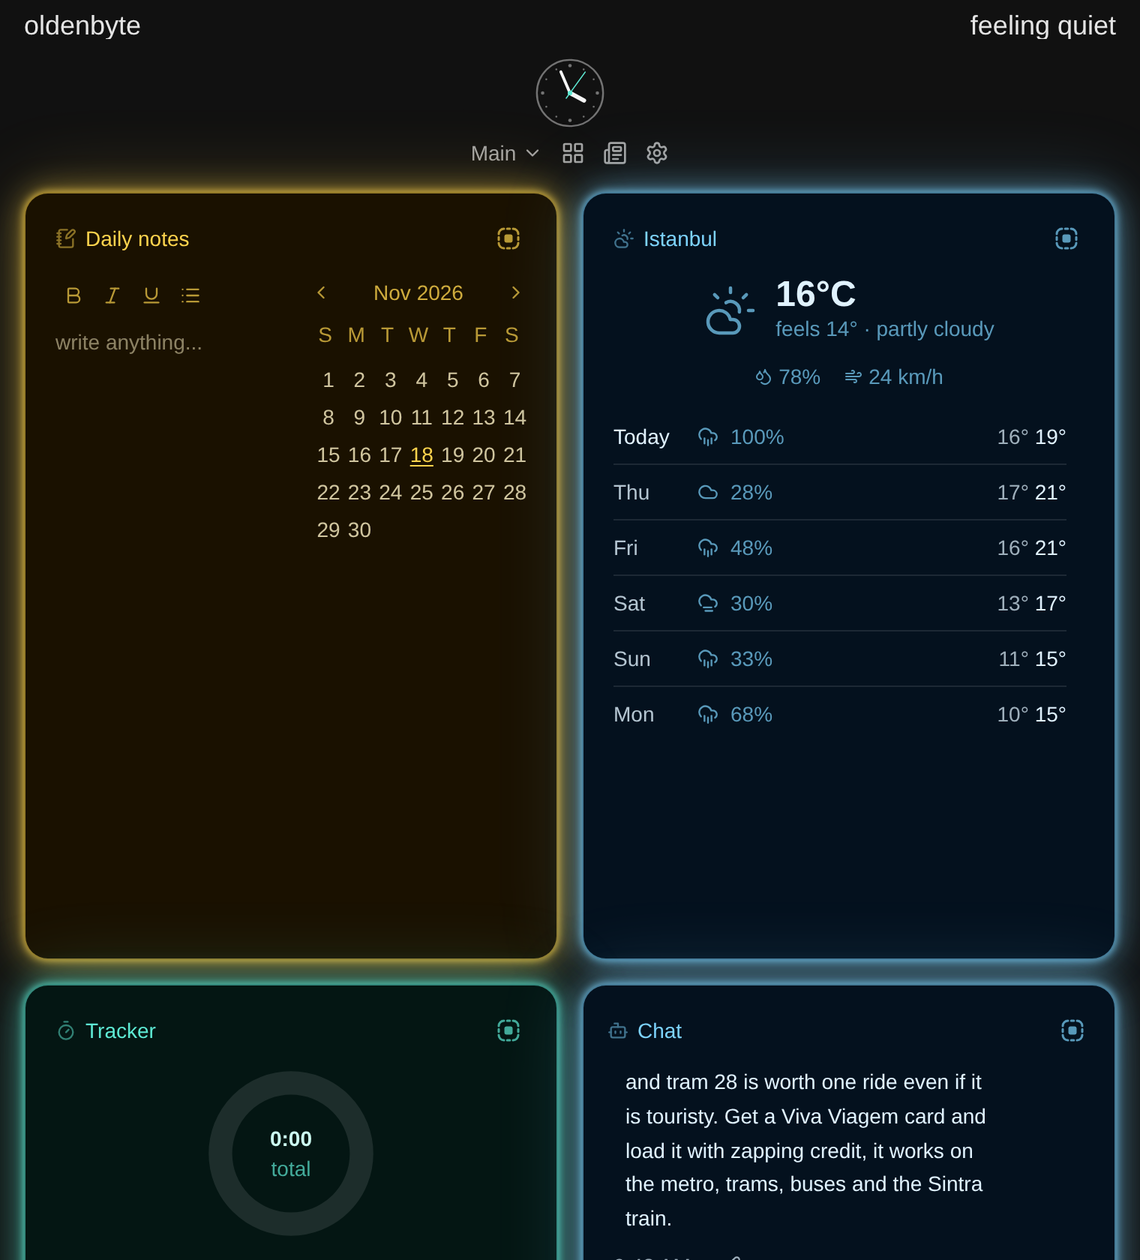 oldenbyte
feeling quiet
Main
Daily notes
B I U
write anything...
Nov 2026
S M T W T F S
1 2 3 4 5 6 7
8 9 10 11 12 13 14
15 16 17 18 19 20 21
22 23 24 25 26 27 28
29 30
Istanbul
16°C
feels 14° · partly cloudy
78% 24 km/h
Today 100% 16° 19°
Thu 28% 17° 21°
Fri 48% 16° 21°
Sat 30% 13° 17°
Sun 33% 11° 15°
Mon 68% 10° 15°
Tracker
0:00
total
Chat
and tram 28 is worth one ride even if it
is touristy. Get a Viva Viagem card and
load it with zapping credit, it works on
the metro, trams, buses and the Sintra
train.